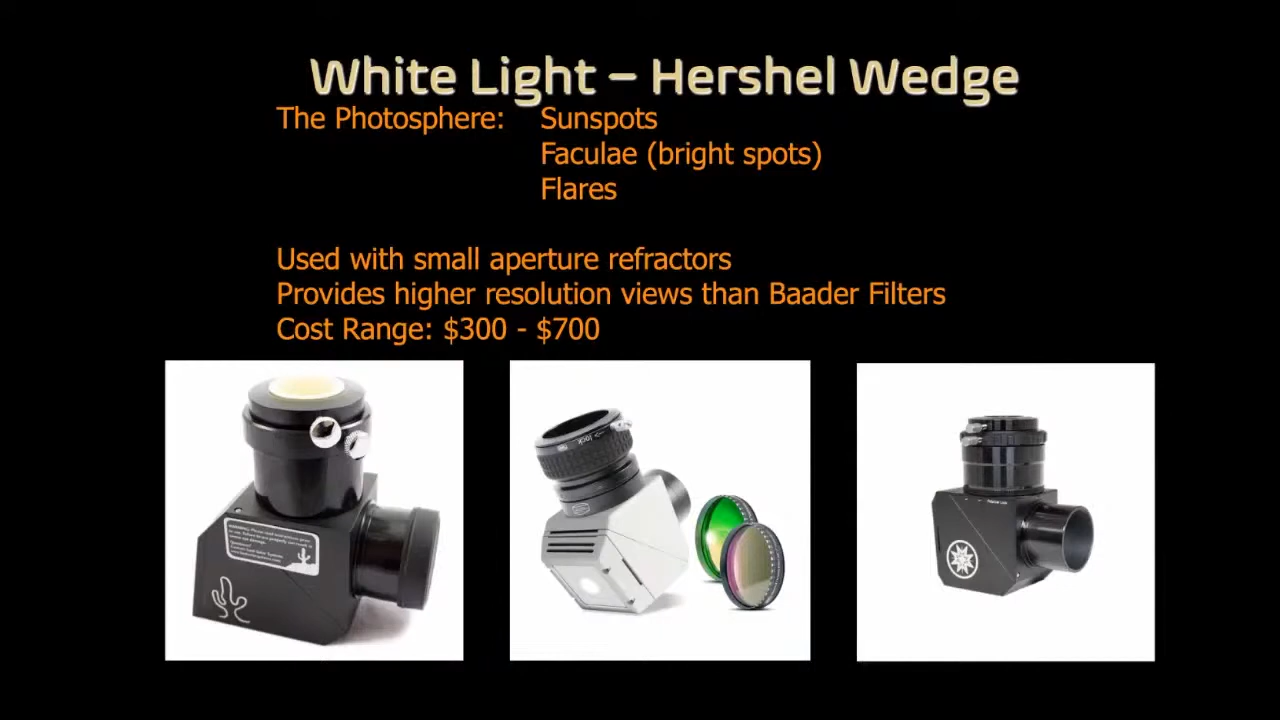 White Light – Hershel Wedge
The Photosphere: Sunspots
Faculae (bright spots)
Flares
Used with small aperture refractors
Provides higher resolution views than Baader Filters
Cost Range: $300 - $700
lock